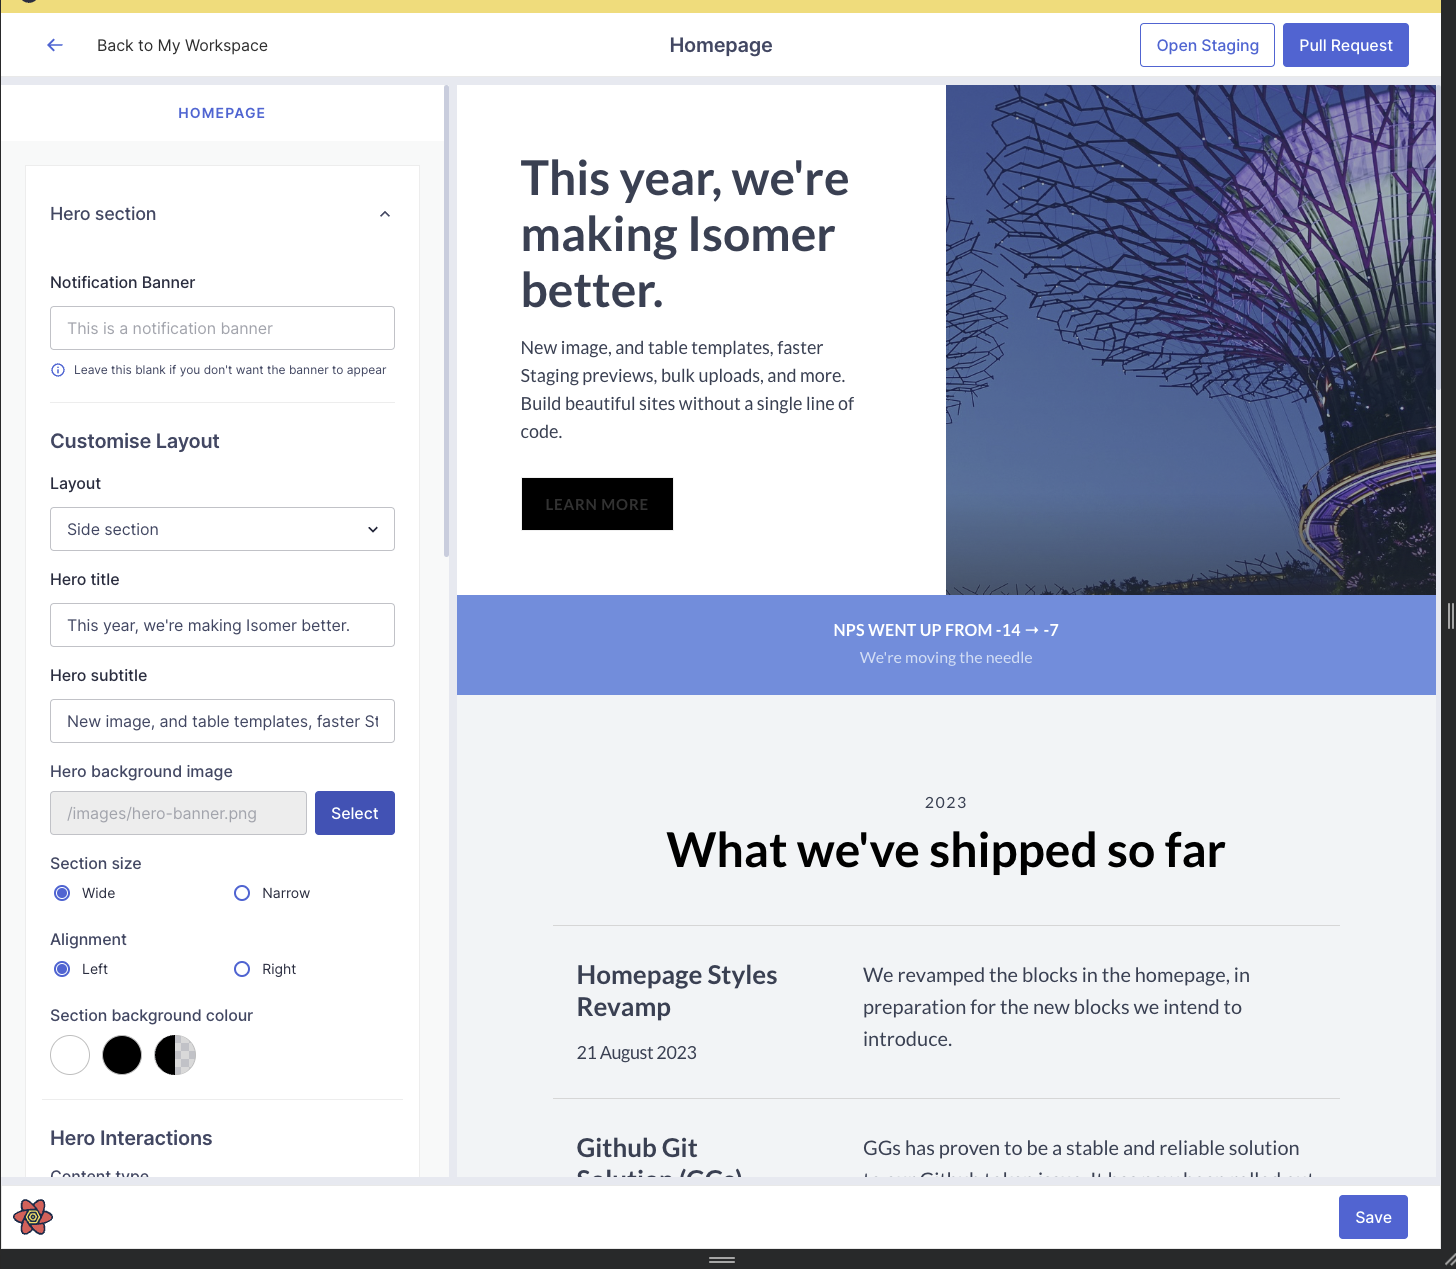 Back to My Workspace
Homepage
Open Staging
Pull Request
HOMEPAGE
Hero section
Notification Banner
This is a notification banner
Leave this blank if you don't want the banner to appear
Customise Layout
Layout
Side section
Hero title
This year, we're making Isomer better.
Hero subtitle
New image, and table templates, faster St
Hero background image
/images/hero-banner.png
Select
Section size
Wide
Narrow
Alignment
Left
Right
Section background colour
Hero Interactions
Content type
This year, we're
making Isomer
better.
New image, and table templates, faster
Staging previews, bulk uploads, and more.
Build beautiful sites without a single line of
code.
LEARN MORE
NPS WENT UP FROM -14 → -7
We're moving the needle
2023
What we've shipped so far
Homepage Styles
Revamp
21 August 2023
We revamped the blocks in the homepage, in
preparation for the new blocks we intend to
introduce.
Github Git
Solution (GGs)
GGs has proven to be a stable and reliable solution
Save